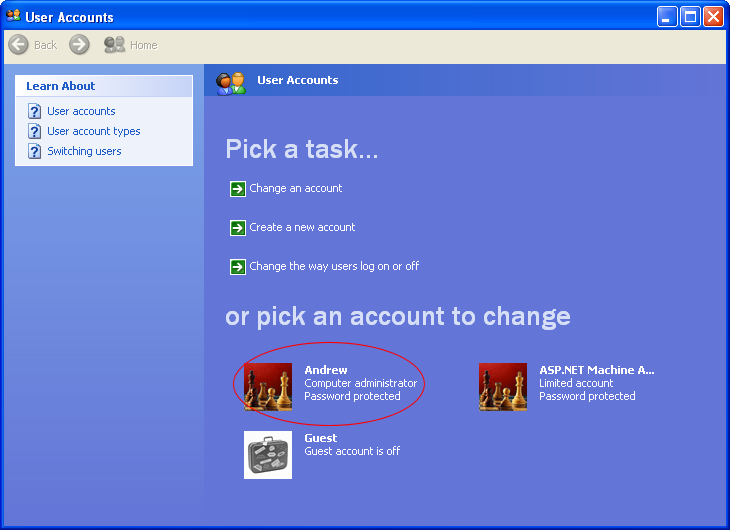 User Accounts
Back
Home
Learn About
User accounts
User account types
Switching users
User Accounts
Pick a task...
Change an account
Create a new account
Change the way users log on or off
or pick an account to change
Andrew
Computer administrator
Password protected
ASP.NET Machine A...
Limited account
Password protected
Guest
Guest account is off